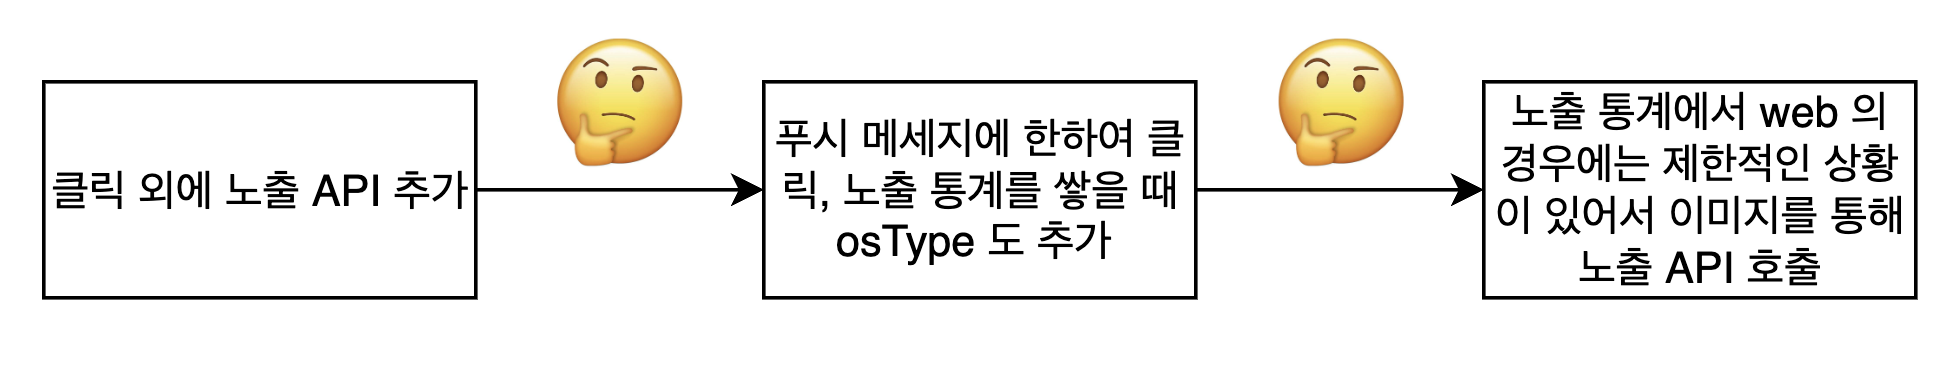 클릭 외에 노출 API 추가
푸시 메세지에 한하여 클
릭, 노출 통계를 쌓을 때
osType 도 추가
노출 통계에서 web 의
경우에는 제한적인 상황
이 있어서 이미지를 통해
노출 API 호출